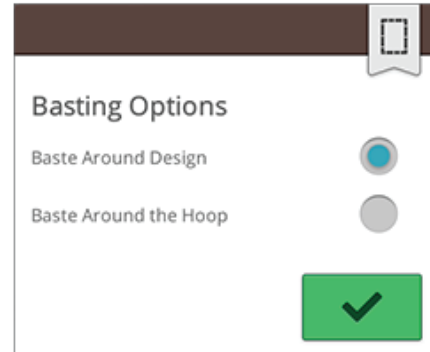 Basting Options
Baste Around Design
Baste Around the Hoop